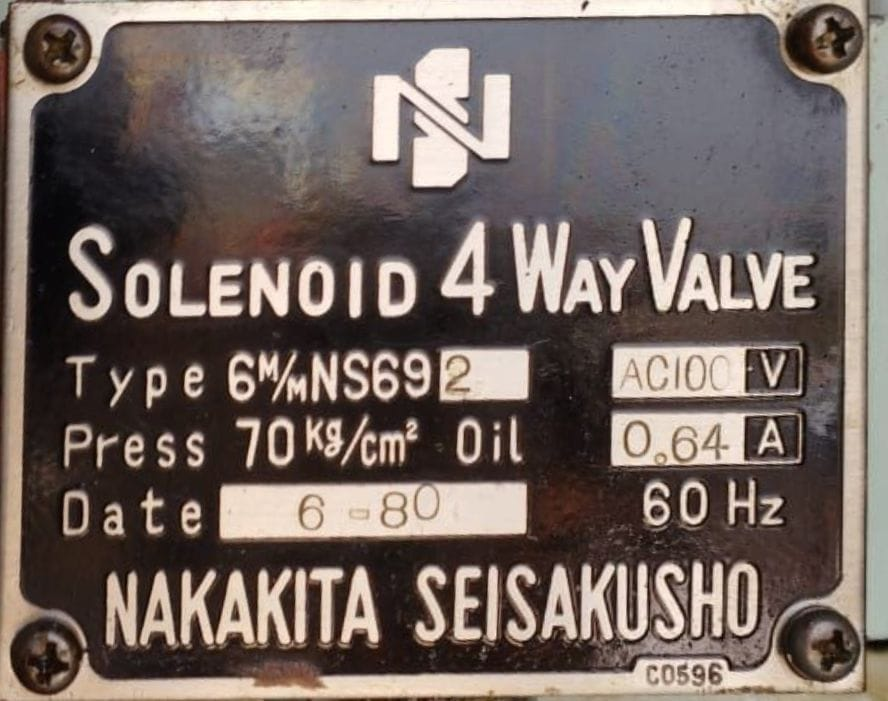 SOLENOID 4 WAY VALVE
Type 6M/MNS692 AC100 V
Press 70 Kg/cm² Oil 0.64 A
Date 6-80 60 Hz
NAKAKITA SEISAKUSHO
C0596